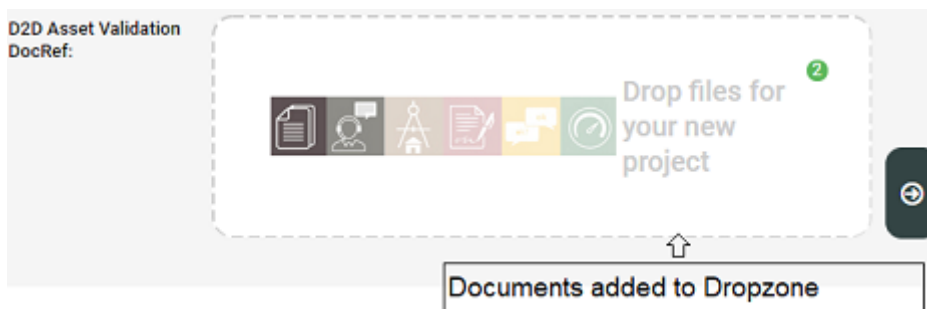 D2D Asset Validation
DocRef:
2
Drop files for
your new
project
Documents added to Dropzone